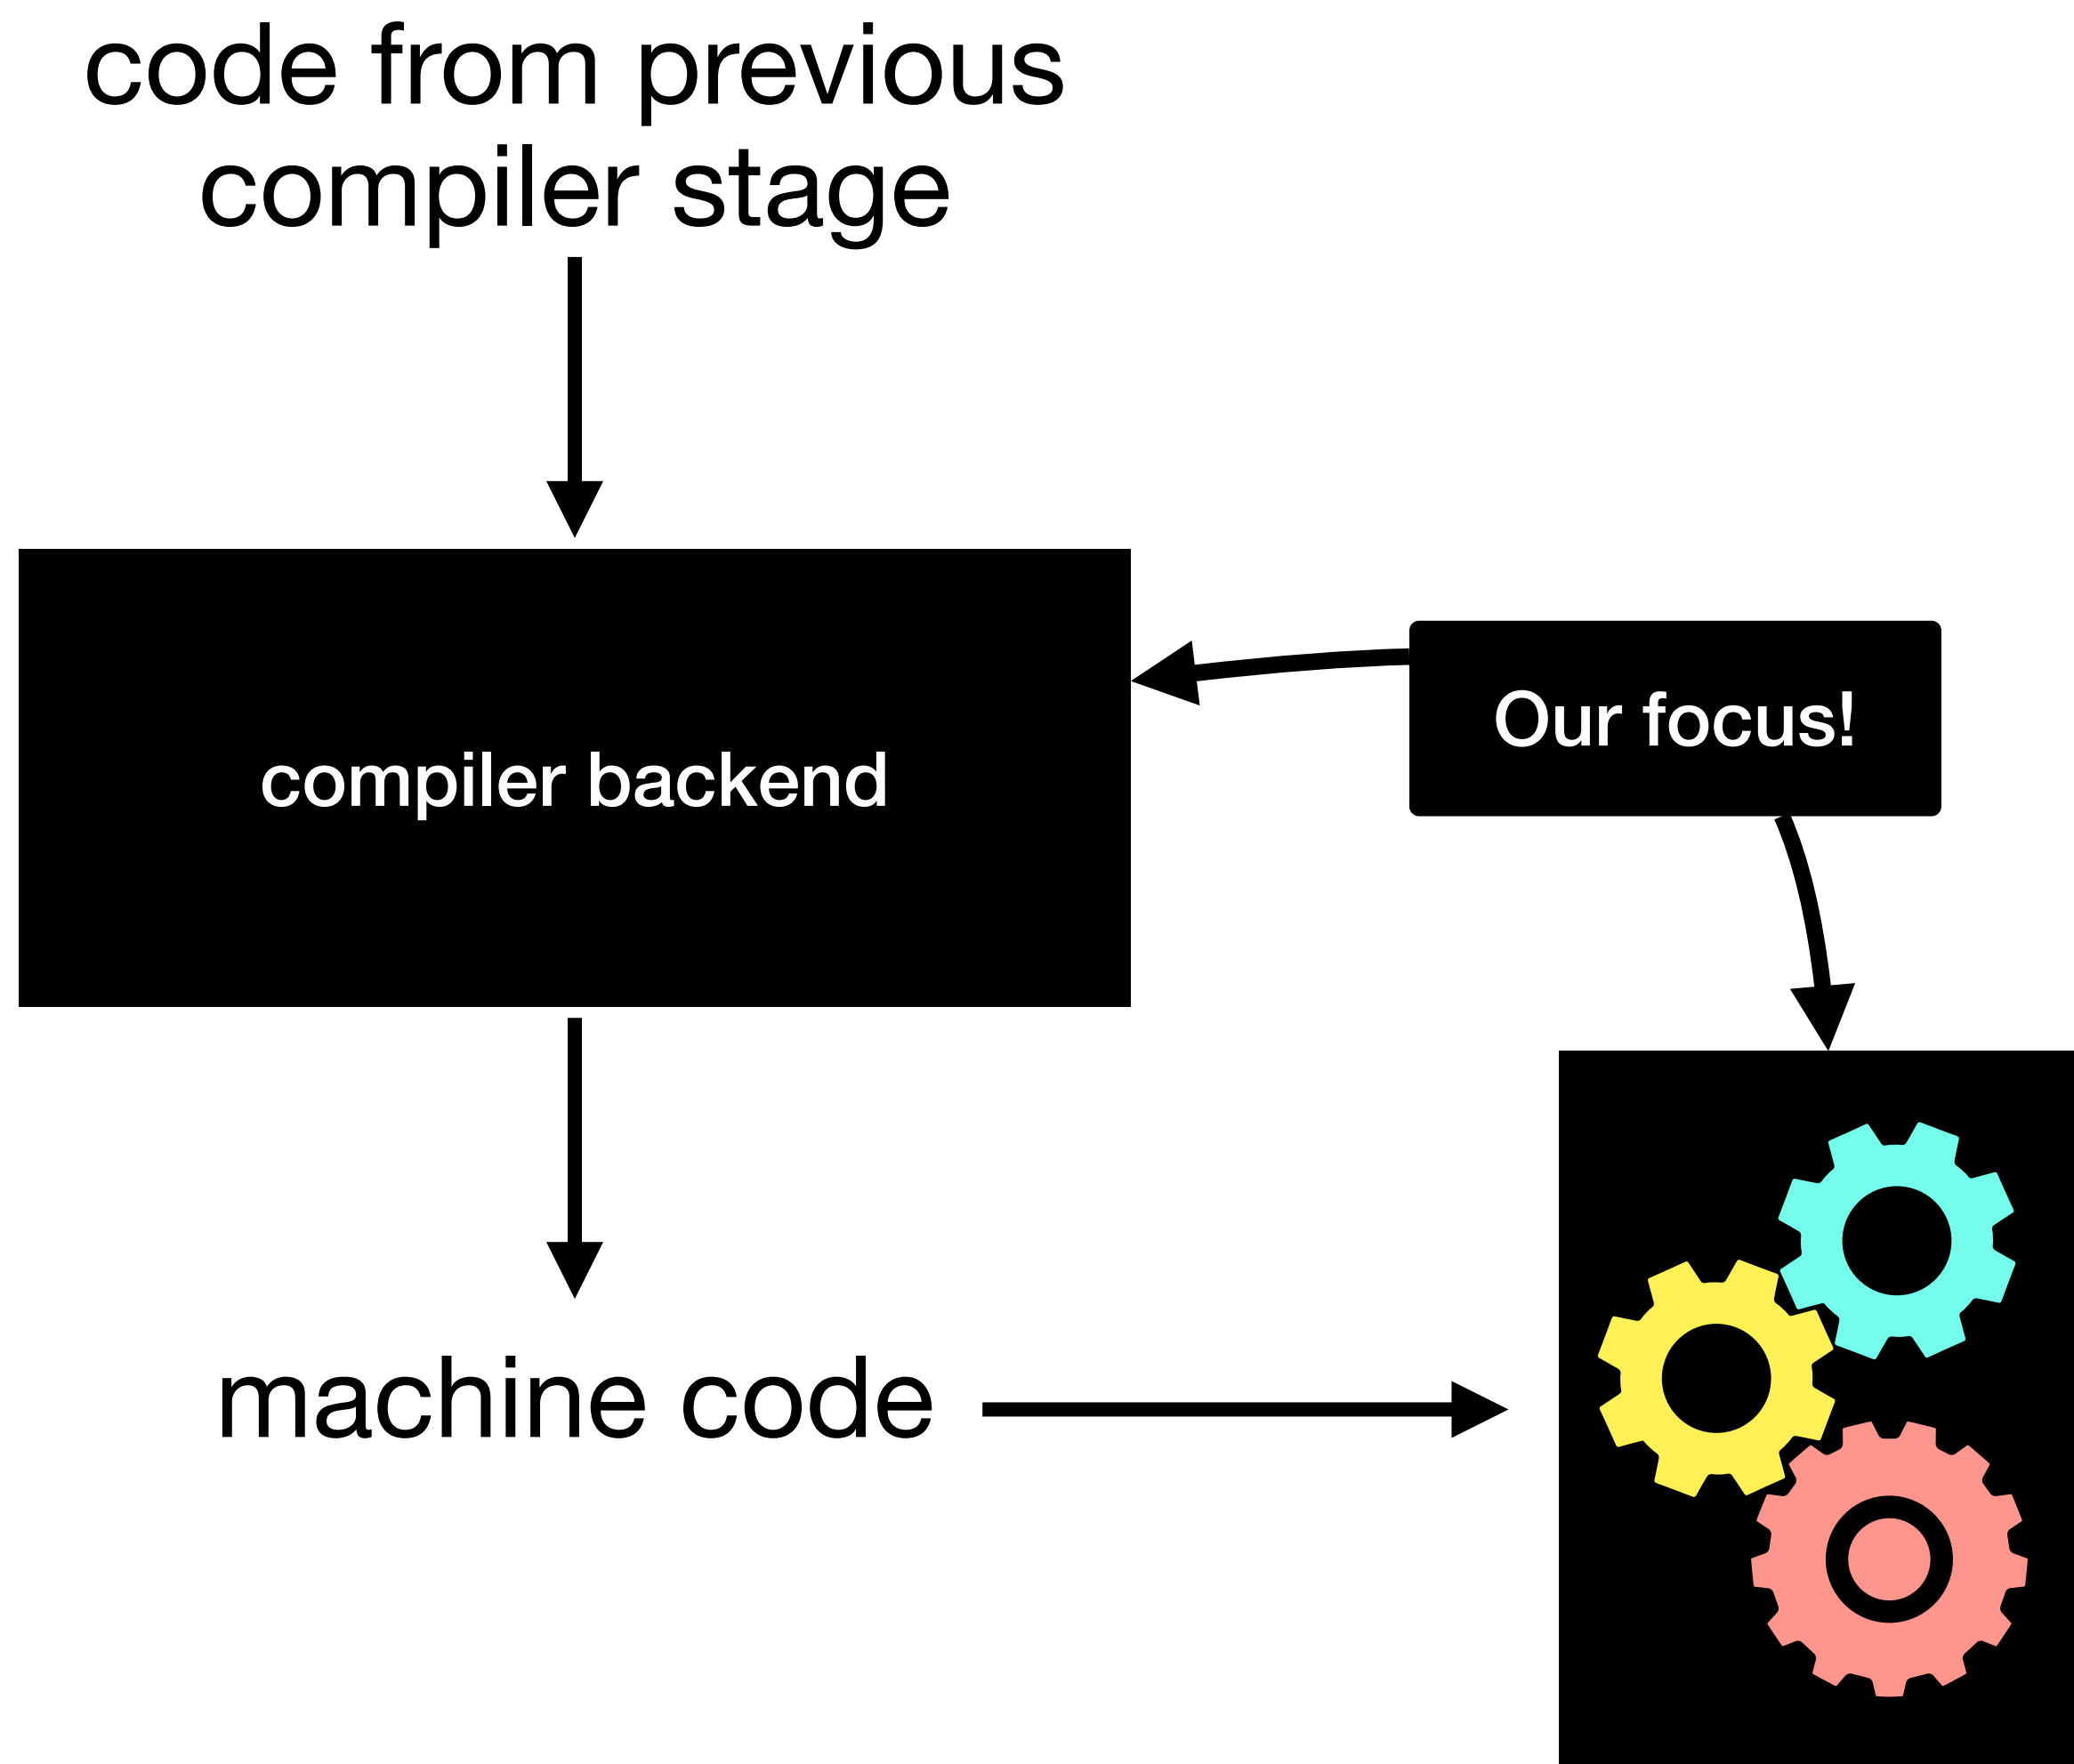 code from previous
compiler stage
compiler backend
Our focus!
machine code